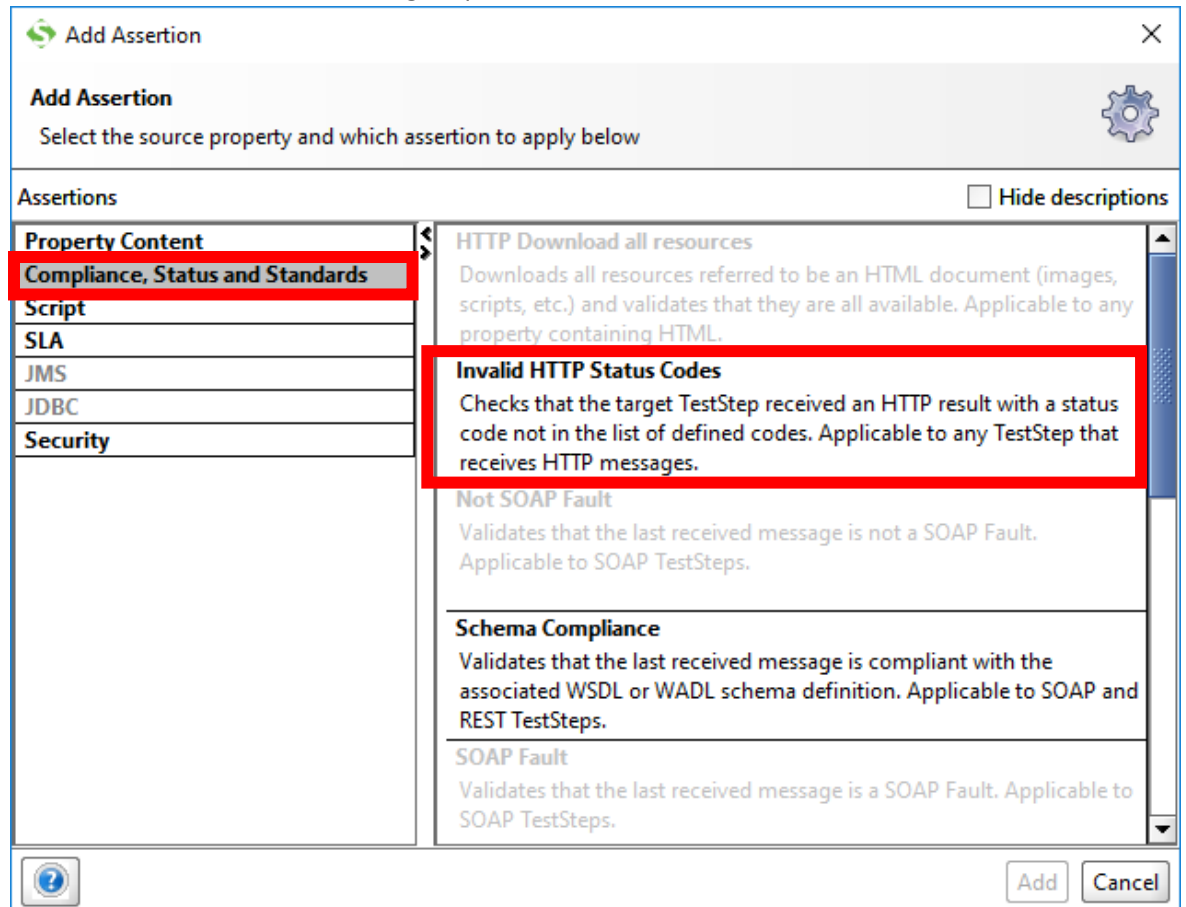 Add Assertion
Add Assertion
Select the source property and which assertion to apply below
Assertions
Hide descriptions
Property Content
Compliance, Status and Standards
Script
SLA
JMS
JDBC
Security
HTTP Download all resources
Downloads all resources referred to be an HTML document (images,
scripts, etc.) and validates that they are all available. Applicable to any
property containing HTML.
Invalid HTTP Status Codes
Checks that the target TestStep received an HTTP result with a status
code not in the list of defined codes. Applicable to any TestStep that
receives HTTP messages.
Not SOAP Fault
Validates that the last received message is not a SOAP Fault.
Applicable to SOAP TestSteps.
Schema Compliance
Validates that the last received message is compliant with the
associated WSDL or WADL schema definition. Applicable to SOAP and
REST TestSteps.
SOAP Fault
Validates that the last received message is a SOAP Fault. Applicable to
SOAP TestSteps.
Add
Cancel